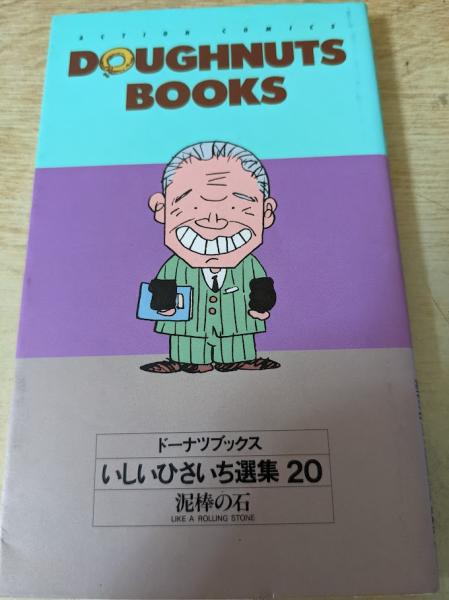 ACTION COMICS
DOUGHNUTS
BOOKS
ドーナツブックス
いしいひさいち選集 20
泥棒の石
LIKE A ROLLING STONE